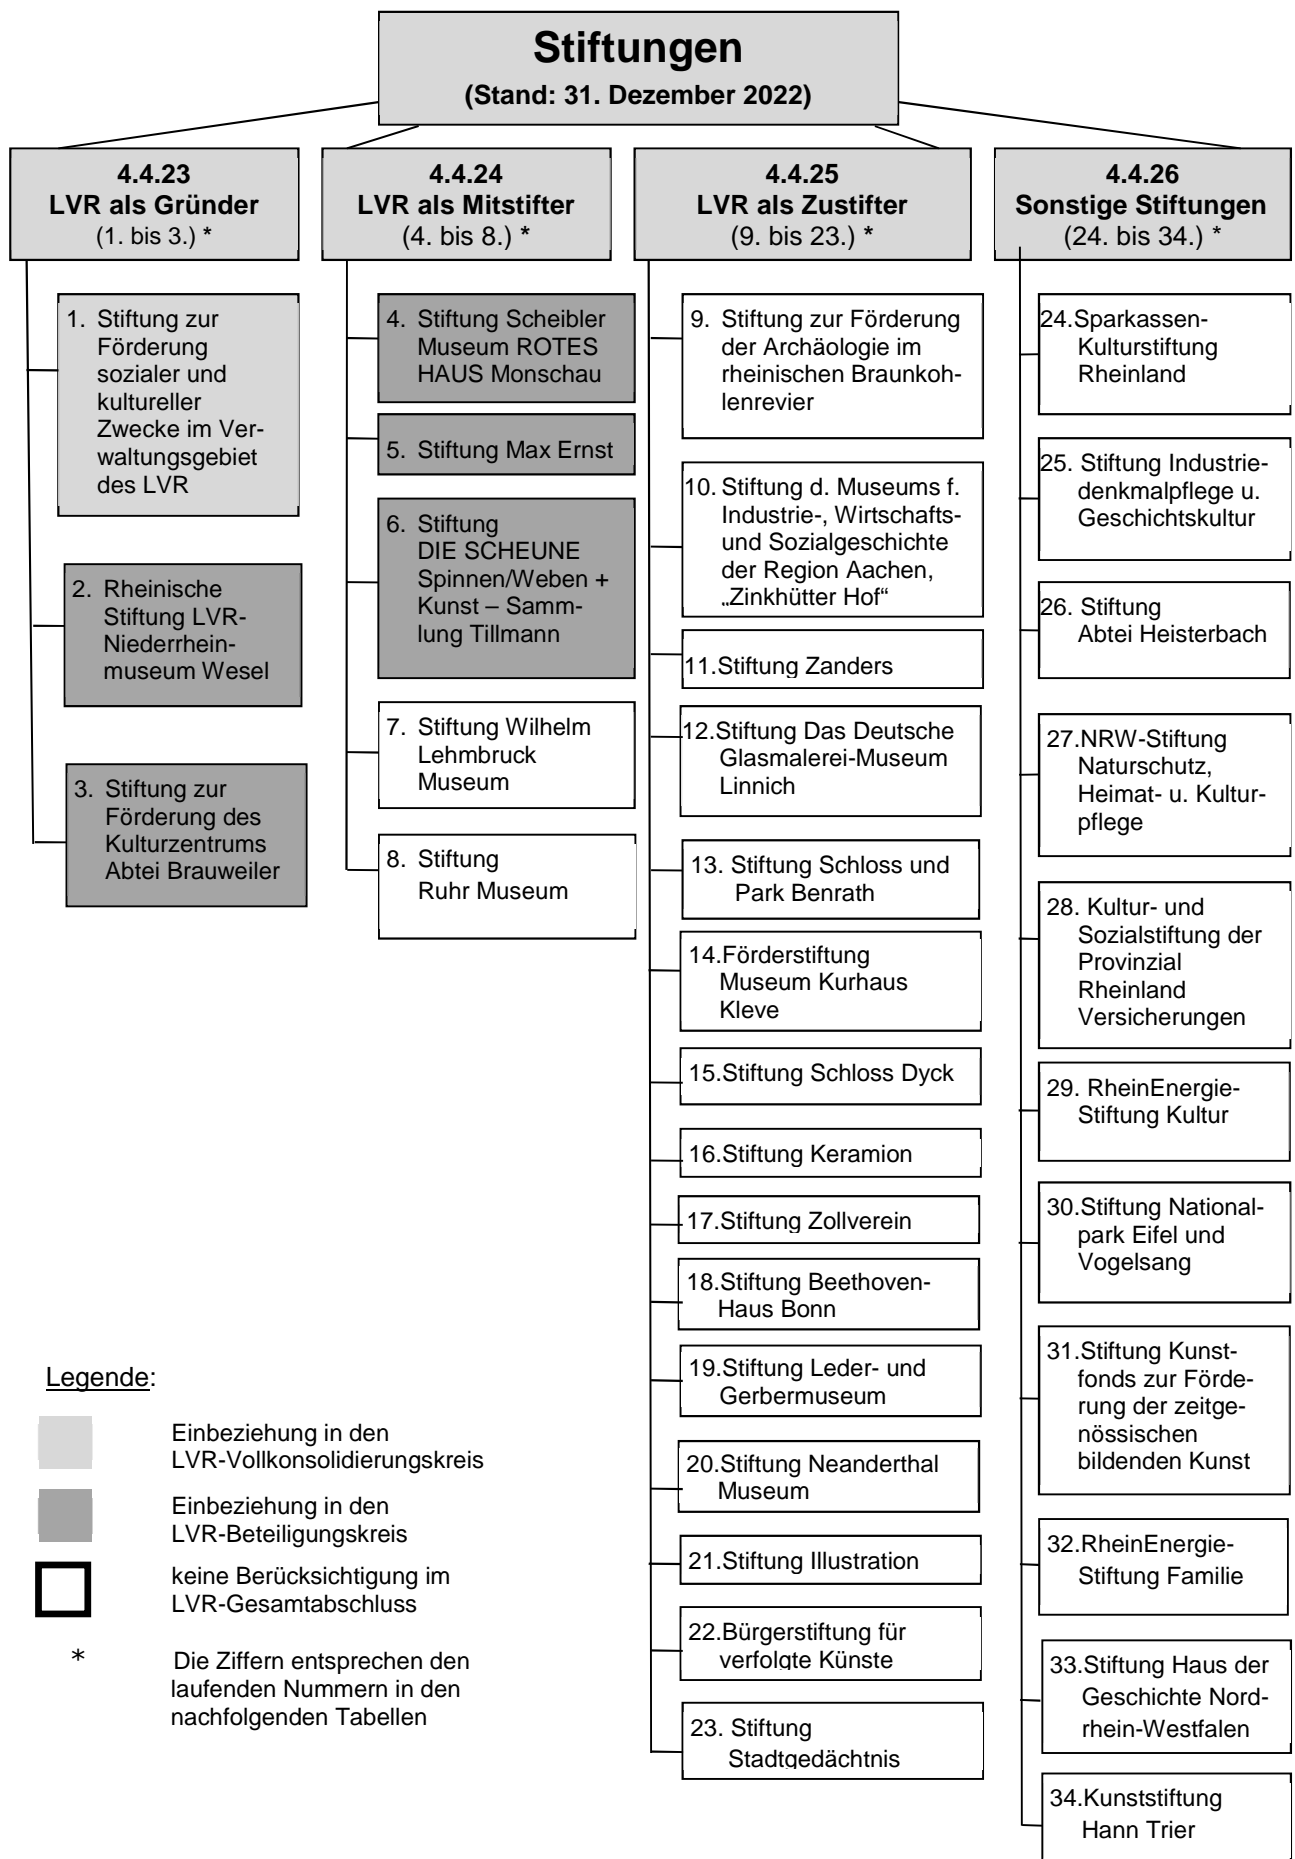 Stiftungen
(Stand: 31. Dezember 2022)
4.4.23
LVR als Gründer
(1. bis 3.) *
1. Stiftung zur
Förderung
sozialer und
kultureller
Zwecke im Ver-
waltungsgebiet
des LVR
2. Rheinische
Stiftung LVR-
Niederrhein-
museum Wesel
3. Stiftung zur
Förderung des
Kulturzentrums
Abtei Brauweiler
4.4.24
LVR als Mitstifter
(4. bis 8.) *
4. Stiftung Scheibler
Museum ROTES
HAUS Monschau
5. Stiftung Max Ernst
6. Stiftung
DIE SCHEUNE
Spinnen/Weben +
Kunst – Samm-
lung Tillmann
7. Stiftung Wilhelm
Lehmbruck
Museum
8. Stiftung
Ruhr Museum
4.4.25
LVR als Zustifter
(9. bis 23.) *
9. Stiftung zur Förderung
der Archäologie im
rheinischen Braunkoh-
lenrevier
10. Stiftung d. Museums f.
Industrie-, Wirtschafts-
und Sozialgeschichte
der Region Aachen,
„Zinkhütter Hof“
11.Stiftung Zanders
12.Stiftung Das Deutsche
Glasmalerei-Museum
Linnich
13. Stiftung Schloss und
Park Benrath
14.Förderstiftung
Museum Kurhaus
Kleve
15.Stiftung Schloss Dyck
16.Stiftung Keramion
17.Stiftung Zollverein
18.Stiftung Beethoven-
Haus Bonn
19.Stiftung Leder- und
Gerbermuseum
20.Stiftung Neanderthal
Museum
21.Stiftung Illustration
22.Bürgerstiftung für
verfolgte Künste
23. Stiftung
Stadtgedächtnis
4.4.26
Sonstige Stiftungen
(24. bis 34.) *
24.Sparkassen-
Kulturstiftung
Rheinland
25. Stiftung Industrie-
denkmalpflege u.
Geschichtskultur
26. Stiftung
Abtei Heisterbach
27.NRW-Stiftung
Naturschutz,
Heimat- u. Kultur-
pflege
28. Kultur- und
Sozialstiftung der
Provinzial
Rheinland
Versicherungen
29. RheinEnergie-
Stiftung Kultur
30.Stiftung National-
park Eifel und
Vogelsang
31.Stiftung Kunst-
fonds zur Förde-
rung der zeitge-
nössischen
bildenden Kunst
32.RheinEnergie-
Stiftung Familie
33.Stiftung Haus der
Geschichte Nord-
rhein-Westfalen
34.Kunststiftung
Hann Trier
Legende:
Einbeziehung in den
LVR-Vollkonsolidierungskreis
Einbeziehung in den
LVR-Beteiligungskreis
keine Berücksichtigung im
LVR-Gesamtabschluss
* Die Ziffern entsprechen den
laufenden Nummern in den
nachfolgenden Tabellen